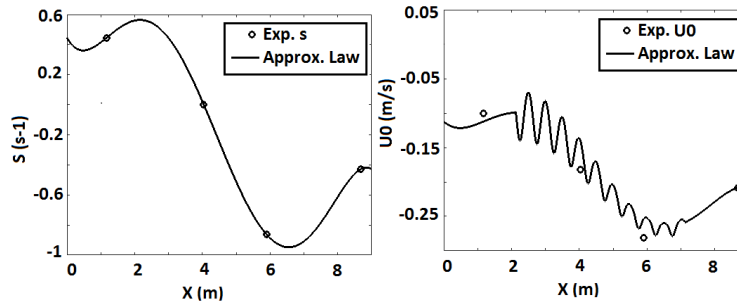 0.6
0.2
-0.2
-0.6
-1
S (s-1)
0
2
4
6
8
X (m)
Exp. s
Approx. Law
0.05
-0.05
-0.15
-0.25
U0 (m/s)
0
2
4
6
8
X (m)
Exp. U0
Approx. Law